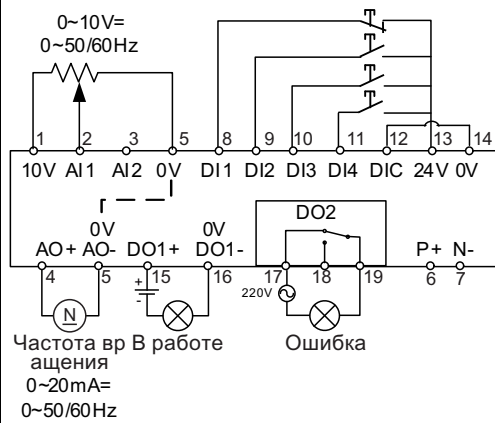 0~10V=
0~50/60Hz
1 2 3 5 8 9 10 11 12 13 14
10V AI1 AI2 0V DI1 DI2 DI3 DI4 DIC 24V 0V
0V 0V DO2
AO+ AO- DO1+ DO1- P+ N-
4 5 15 16 17 18 19 6 7
+
-
220V
N
Частота вр В работе Ошибка
ащения
0~20mA=
0~50/60Hz